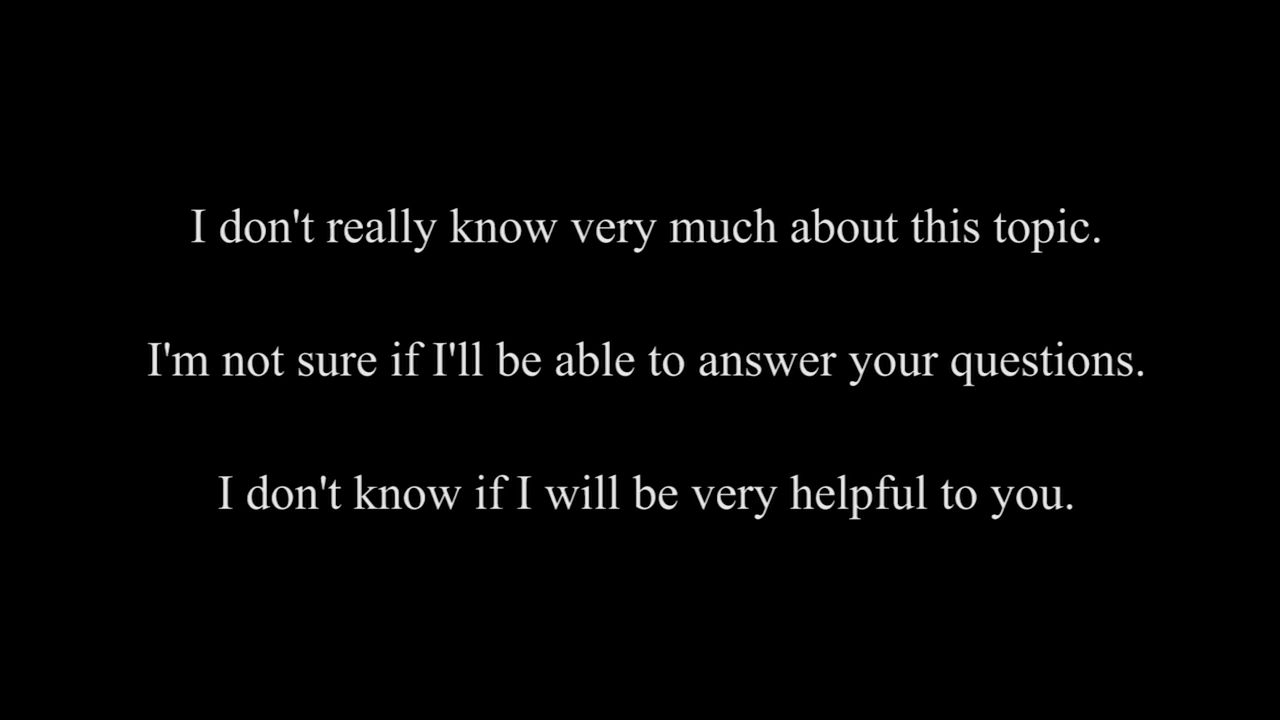 I don't really know very much about this topic.
I'm not sure if I'll be able to answer your questions.
I don't know if I will be very helpful to you.